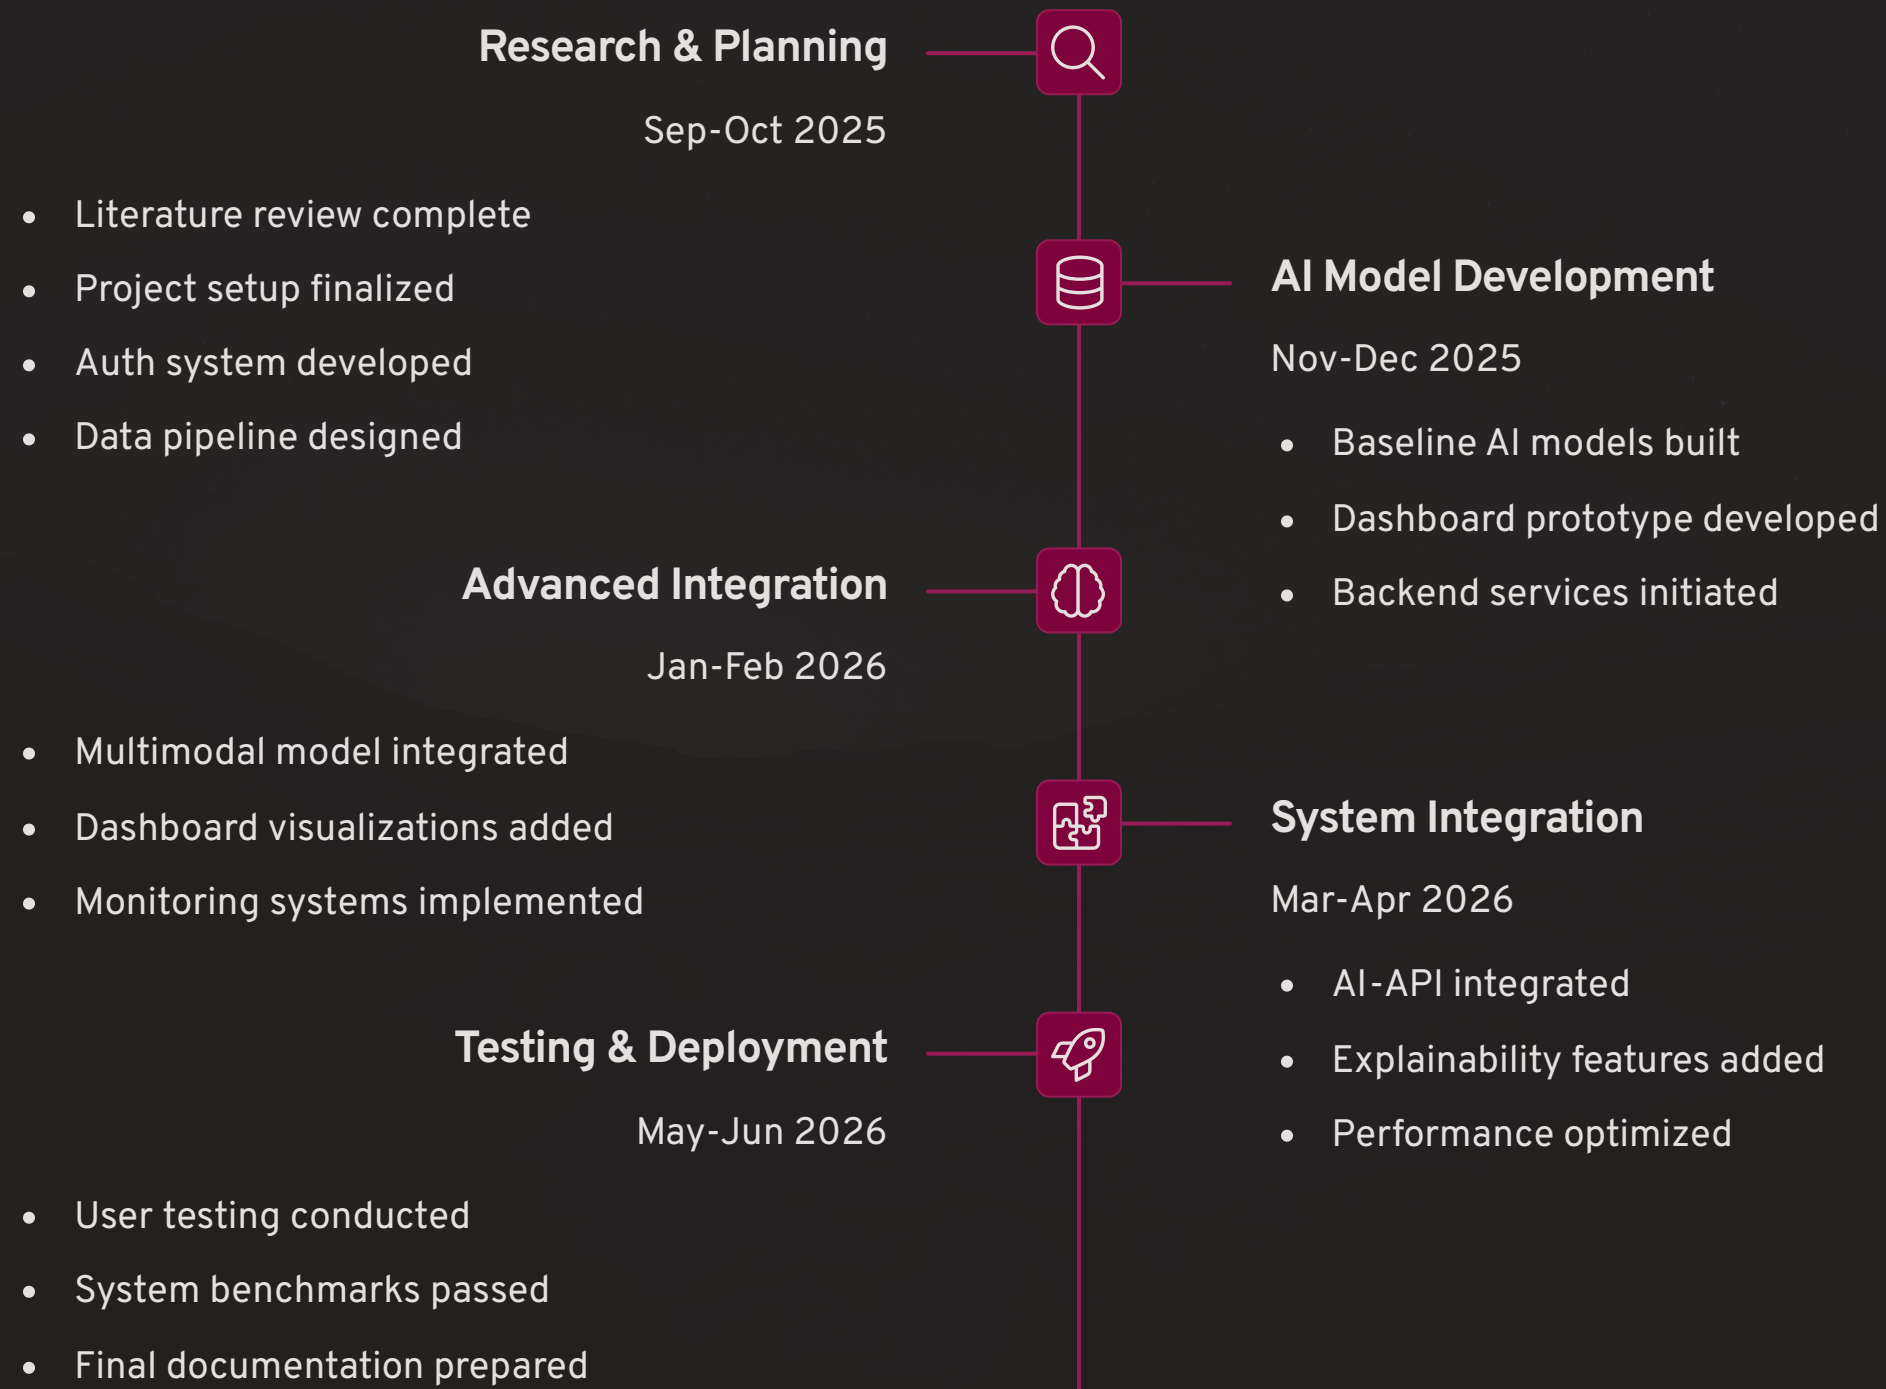 Research & Planning
Sep-Oct 2025
Literature review complete
Project setup finalized
Auth system developed
Data pipeline designed
AI Model Development
Nov-Dec 2025
Baseline AI models built
Dashboard prototype developed
Backend services initiated
Advanced Integration
Jan-Feb 2026
Multimodal model integrated
Dashboard visualizations added
Monitoring systems implemented
System Integration
Mar-Apr 2026
AI-API integrated
Explainability features added
Performance optimized
Testing & Deployment
May-Jun 2026
User testing conducted
System benchmarks passed
Final documentation prepared